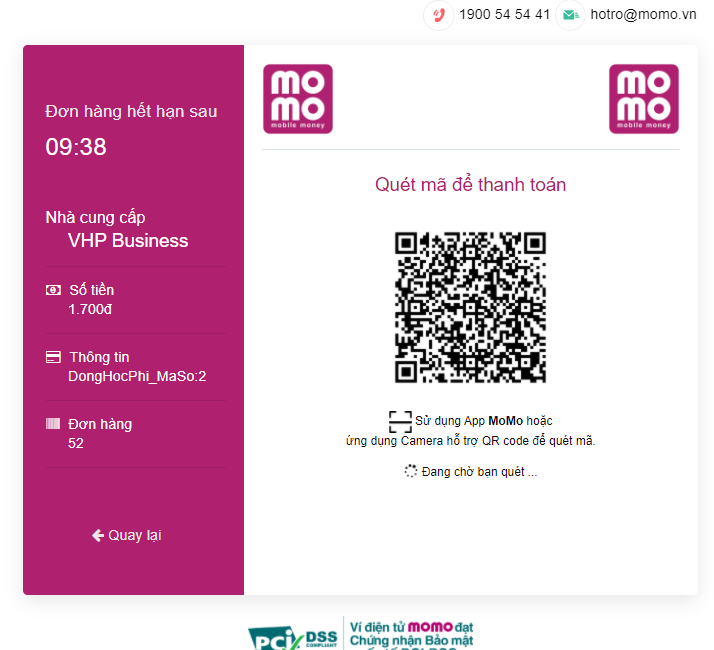 1900 54 54 41 hotro@momo.vn
Đơn hàng hết hạn sau
09:38
Nhà cung cấp
VHP Business
Số tiền
1.700đ
Thông tin
DongHocPhi_MaSo:2
Đơn hàng
52
Quay lại
mo
mo
mobile money
mo
mo
mobile money
Quét mã để thanh toán
Sử dụng App MoMo hoặc
ứng dụng Camera hỗ trợ QR code để quét mã.
Đang chờ bạn quét ...
PCI DSS
COMPLIANT
Ví điện tử MOMO đạt
Chứng nhận Bảo mật